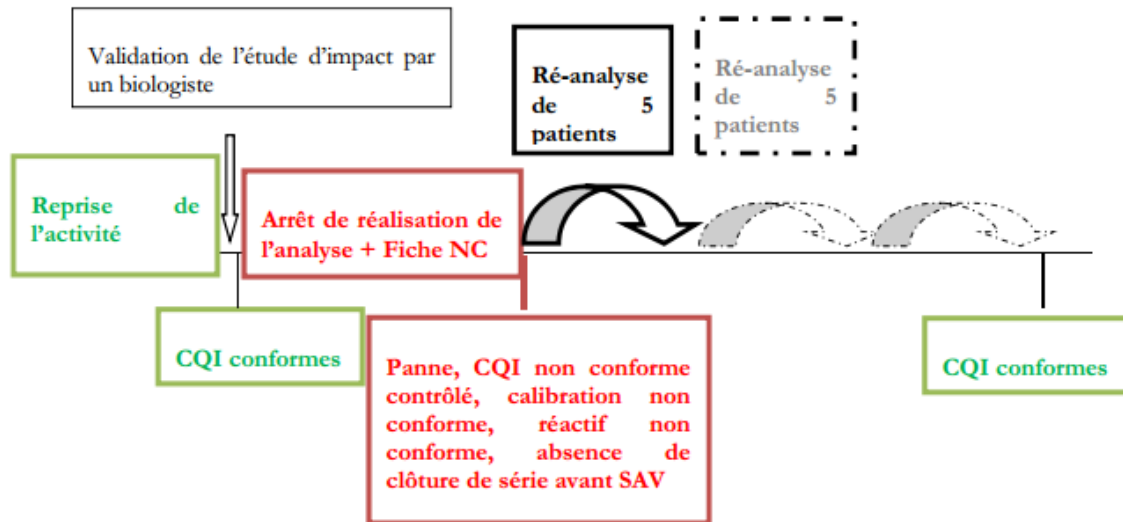 Validation de l'étude d'impact par
un biologiste
Ré-analyse
de 5
patients
Ré-analyse
de 5
patients
Reprise de
l'activité
Arrêt de réalisation de
l'analyse + Fiche NC
CQI conformes
Panne, CQI non conforme
contrôlé, calibration non
conforme, réactif non
conforme, absence de
clôture de série avant SAV
CQI conformes